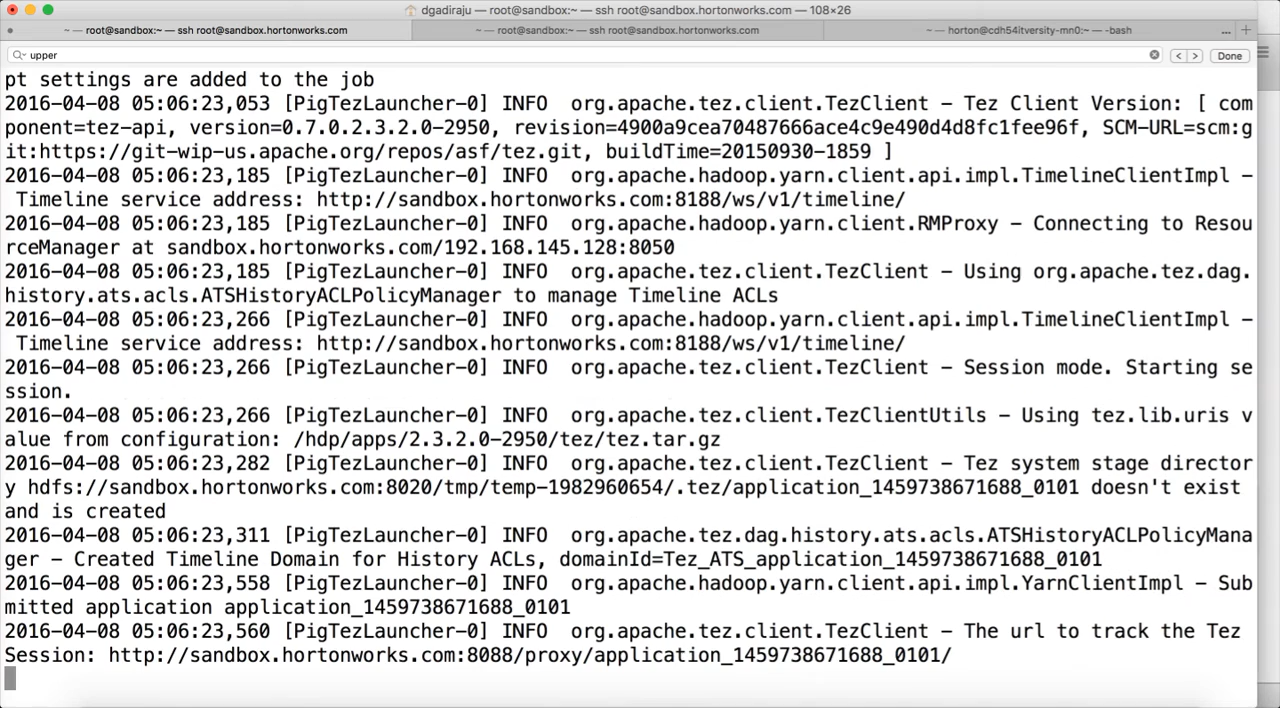 dgadiraju — root@sandbox:~ — ssh root@sandbox.hortonworks.com — 108×26
~ — root@sandbox:~ — ssh root@sandbox.hortonworks.com
~ — root@sandbox:~ — ssh root@sandbox.hortonworks.com
~ — horton@cdh54itversity-mn0:~ — -bash
... +
upper
< > Done
pt settings are added to the job
2016-04-08 05:06:23,053 [PigTezLauncher-0] INFO  org.apache.tez.client.TezClient – Tez Client Version: [ com
ponent=tez-api, version=0.7.0.2.3.2.0-2950, revision=4900a9cea70487666ace4c9e490d4d8fc1fee96f, SCM-URL=scm:g
it:https://git-wip-us.apache.org/repos/asf/tez.git, buildTime=20150930-1859 ]
2016-04-08 05:06:23,185 [PigTezLauncher-0] INFO  org.apache.hadoop.yarn.client.api.impl.TimelineClientImpl –
 Timeline service address: http://sandbox.hortonworks.com:8188/ws/v1/timeline/
2016-04-08 05:06:23,185 [PigTezLauncher-0] INFO  org.apache.hadoop.yarn.client.RMProxy – Connecting to Resou
rceManager at sandbox.hortonworks.com/192.168.145.128:8050
2016-04-08 05:06:23,185 [PigTezLauncher-0] INFO  org.apache.tez.client.TezClient – Using org.apache.tez.dag.
history.ats.acls.ATSHistoryACLPolicyManager to manage Timeline ACLs
2016-04-08 05:06:23,266 [PigTezLauncher-0] INFO  org.apache.hadoop.yarn.client.api.impl.TimelineClientImpl –
 Timeline service address: http://sandbox.hortonworks.com:8188/ws/v1/timeline/
2016-04-08 05:06:23,266 [PigTezLauncher-0] INFO  org.apache.tez.client.TezClient – Session mode. Starting se
ssion.
2016-04-08 05:06:23,266 [PigTezLauncher-0] INFO  org.apache.tez.client.TezClientUtils – Using tez.lib.uris v
alue from configuration: /hdp/apps/2.3.2.0-2950/tez/tez.tar.gz
2016-04-08 05:06:23,282 [PigTezLauncher-0] INFO  org.apache.tez.client.TezClient – Tez system stage director
y hdfs://sandbox.hortonworks.com:8020/tmp/temp-1982960654/.tez/application_1459738671688_0101 doesn't exist 
and is created
2016-04-08 05:06:23,311 [PigTezLauncher-0] INFO  org.apache.tez.dag.history.ats.acls.ATSHistoryACLPolicyMana
ger – Created Timeline Domain for History ACLs, domainId=Tez_ATS_application_1459738671688_0101
2016-04-08 05:06:23,558 [PigTezLauncher-0] INFO  org.apache.hadoop.yarn.client.api.impl.YarnClientImpl – Sub
mitted application application_1459738671688_0101
2016-04-08 05:06:23,560 [PigTezLauncher-0] INFO  org.apache.tez.client.TezClient – The url to track the Tez 
Session: http://sandbox.hortonworks.com:8088/proxy/application_1459738671688_0101/